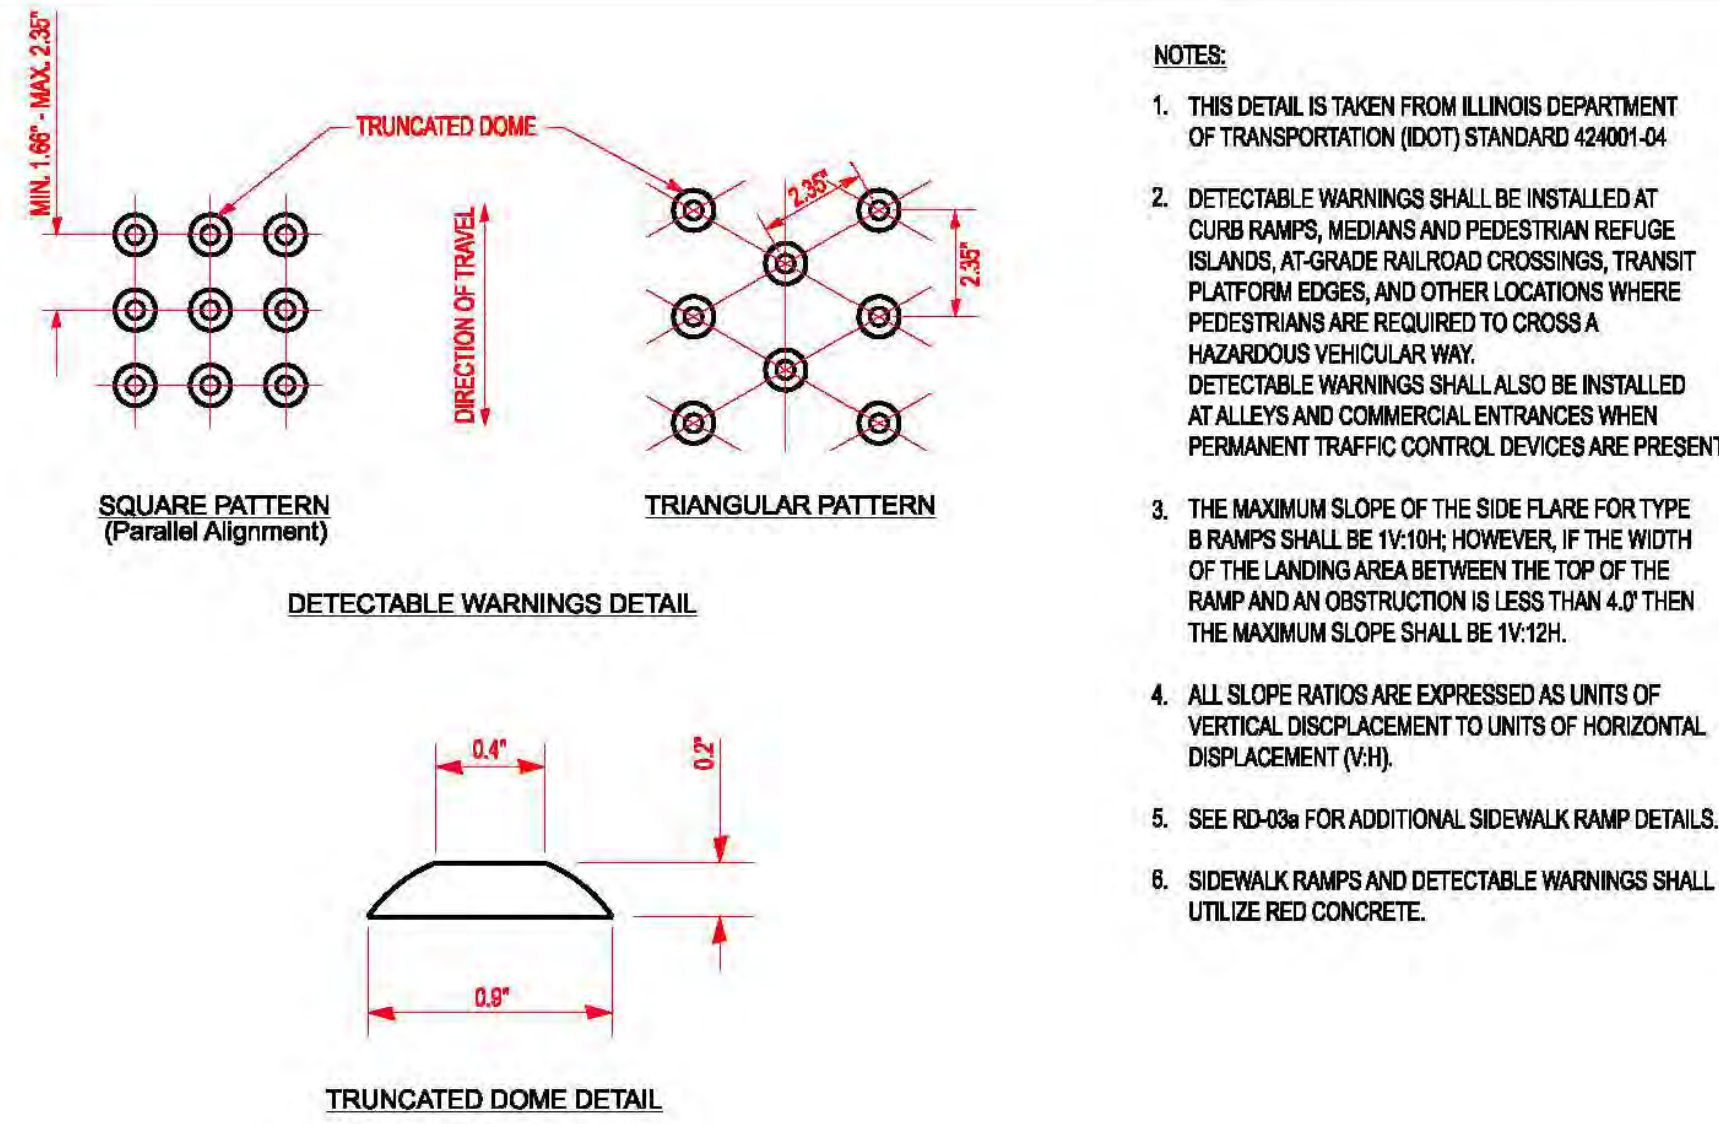 MIN. 1.66" - MAX. 2.35"
TRUNCATED DOME
DIRECTION OF TRAVEL
2.35"
2.35"
SQUARE PATTERN
(Parallel Alignment)
TRIANGULAR PATTERN
DETECTABLE WARNINGS DETAIL
0.4"
0.2"
0.9"
TRUNCATED DOME DETAIL
NOTES:
1. THIS DETAIL IS TAKEN FROM ILLINOIS DEPARTMENT
OF TRANSPORTATION (IDOT) STANDARD 424001-04
2. DETECTABLE WARNINGS SHALL BE INSTALLED AT
CURB RAMPS, MEDIANS AND PEDESTRIAN REFUGE
ISLANDS, AT-GRADE RAILROAD CROSSINGS, TRANSIT
PLATFORM EDGES, AND OTHER LOCATIONS WHERE
PEDESTRIANS ARE REQUIRED TO CROSS A
HAZARDOUS VEHICULAR WAY.
DETECTABLE WARNINGS SHALL ALSO BE INSTALLED
AT ALLEYS AND COMMERCIAL ENTRANCES WHEN
PERMANENT TRAFFIC CONTROL DEVICES ARE PRESENT
3. THE MAXIMUM SLOPE OF THE SIDE FLARE FOR TYPE
B RAMPS SHALL BE 1V:10H; HOWEVER, IF THE WIDTH
OF THE LANDING AREA BETWEEN THE TOP OF THE
RAMP AND AN OBSTRUCTION IS LESS THAN 4.0' THEN
THE MAXIMUM SLOPE SHALL BE 1V:12H.
4. ALL SLOPE RATIOS ARE EXPRESSED AS UNITS OF
VERTICAL DISCPLACEMENT TO UNITS OF HORIZONTAL
DISPLACEMENT (V:H).
5. SEE RD-03a FOR ADDITIONAL SIDEWALK RAMP DETAILS.
6. SIDEWALK RAMPS AND DETECTABLE WARNINGS SHALL
UTILIZE RED CONCRETE.